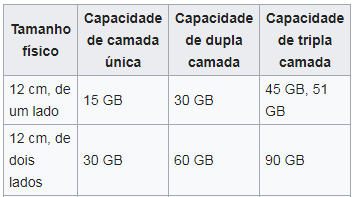 Tamanho físico
Capacidade de camada única
Capacidade de dupla camada
Capacidade de tripla camada
12 cm, de um lado
15 GB
30 GB
45 GB, 51 GB
12 cm, de dois lados
30 GB
60 GB
90 GB